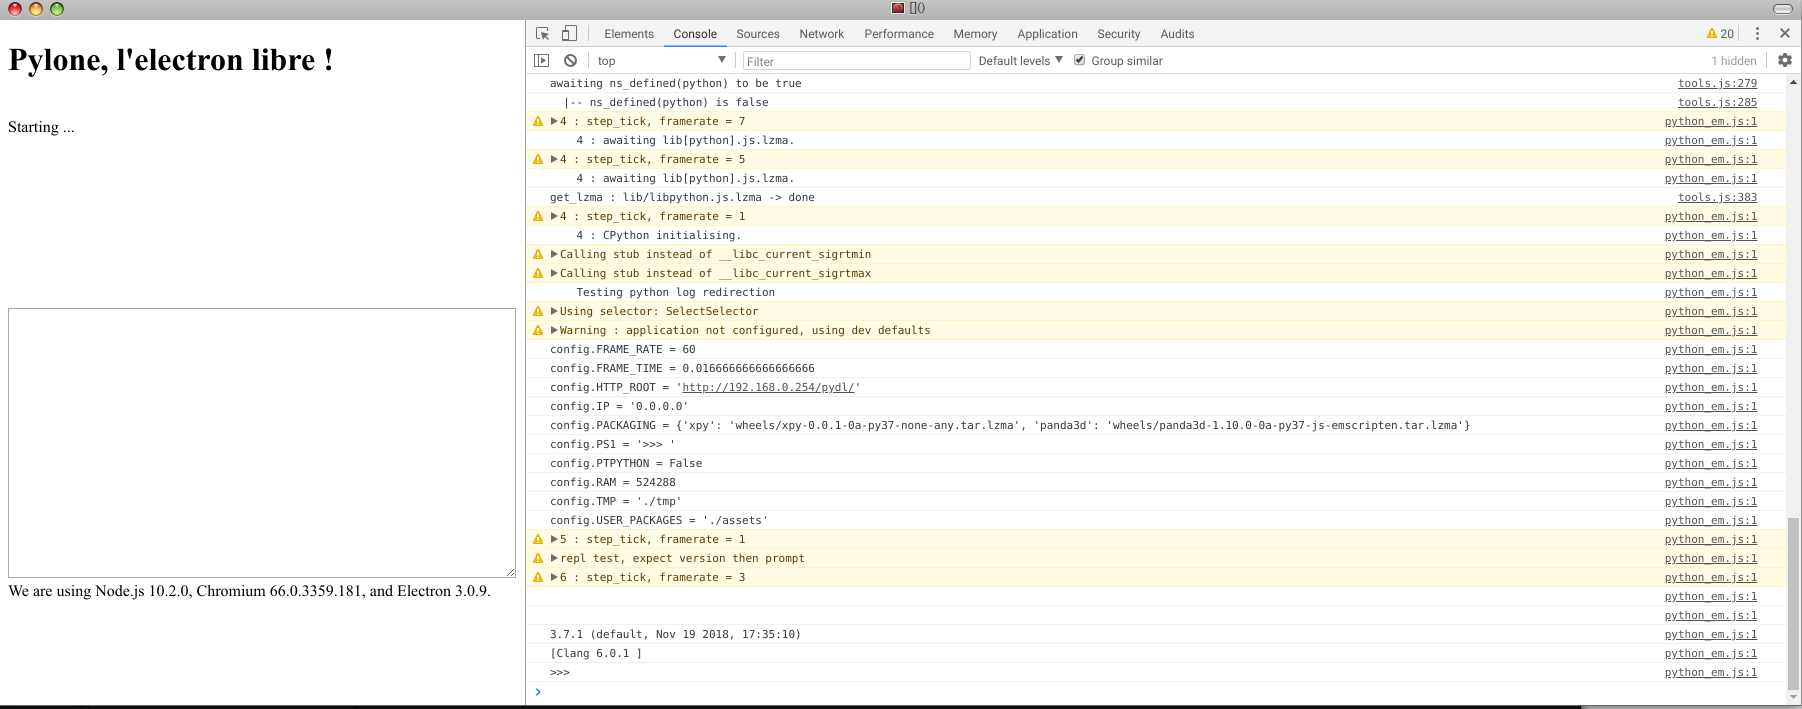 []()
Pylone, l'electron libre !
Starting ...
We are using Node.js 10.2.0, Chromium 66.0.3359.181, and Electron 3.0.9.
Elements Console Sources Network Performance Memory Application Security Audits 20
top Filter Default levels Group similar 1 hidden
awaiting ns_defined(python) to be true tools.js:279
|-- ns_defined(python) is false tools.js:285
4 : step_tick, framerate = 7 python_em.js:1
4 : awaiting lib[python].js.lzma. python_em.js:1
4 : step_tick, framerate = 5 python_em.js:1
4 : awaiting lib[python].js.lzma. python_em.js:1
get_lzma : lib/libpython.js.lzma -> done tools.js:383
4 : step_tick, framerate = 1 python_em.js:1
4 : CPython initialising. python_em.js:1
Calling stub instead of __libc_current_sigrtmin python_em.js:1
Calling stub instead of __libc_current_sigrtmax python_em.js:1
Testing python log redirection python_em.js:1
Using selector: SelectSelector python_em.js:1
Warning : application not configured, using dev defaults python_em.js:1
config.FRAME_RATE = 60 python_em.js:1
config.FRAME_TIME = 0.016666666666666666 python_em.js:1
config.HTTP_ROOT = 'http://192.168.0.254/pydl/' python_em.js:1
config.IP = '0.0.0.0' python_em.js:1
config.PACKAGING = {'xpy': 'wheels/xpy-0.0.1-0a-py37-none-any.tar.lzma', 'panda3d': 'wheels/panda3d-1.10.0-0a-py37-js-emscripten.tar.lzma'} python_em.js:1
config.PS1 = '>>> ' python_em.js:1
config.PTPYTHON = False python_em.js:1
config.RAM = 524288 python_em.js:1
config.TMP = './tmp' python_em.js:1
config.USER_PACKAGES = './assets' python_em.js:1
5 : step_tick, framerate = 1 python_em.js:1
repl test, expect version then prompt python_em.js:1
6 : step_tick, framerate = 3 python_em.js:1
python_em.js:1
python_em.js:1
3.7.1 (default, Nov 19 2018, 17:35:10) python_em.js:1
[Clang 6.0.1 ] python_em.js:1
>>> python_em.js:1